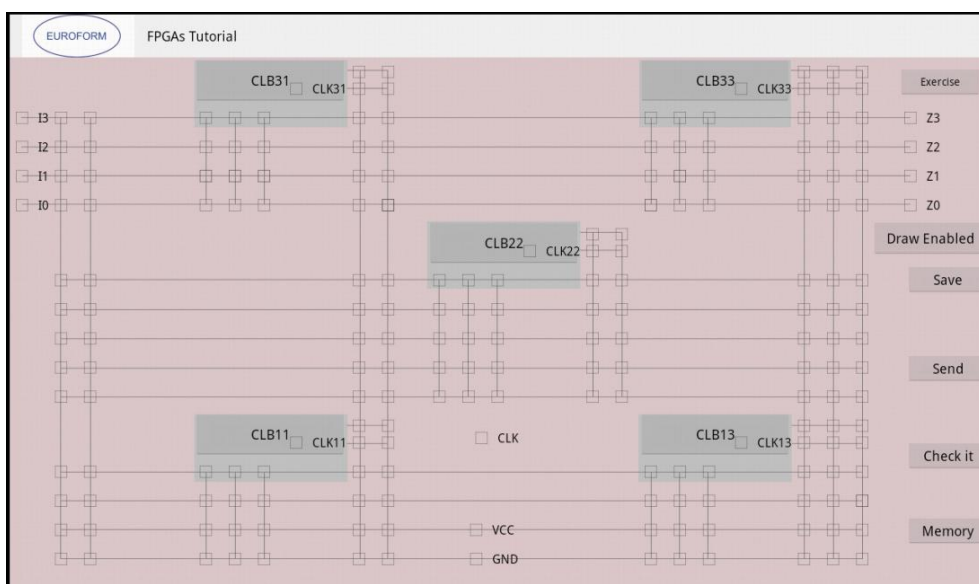 EUROFORM FPGAs Tutorial
CLB31 CLK31 CLB33 CLK33 Exercise
I3 Z3
I2 Z2
I1 Z1
I0 Z0
CLB22 CLK22 Draw Enabled
Save
Send
CLB11 CLK11 CLK CLB13 CLK13
Check it
VCC Memory
GND